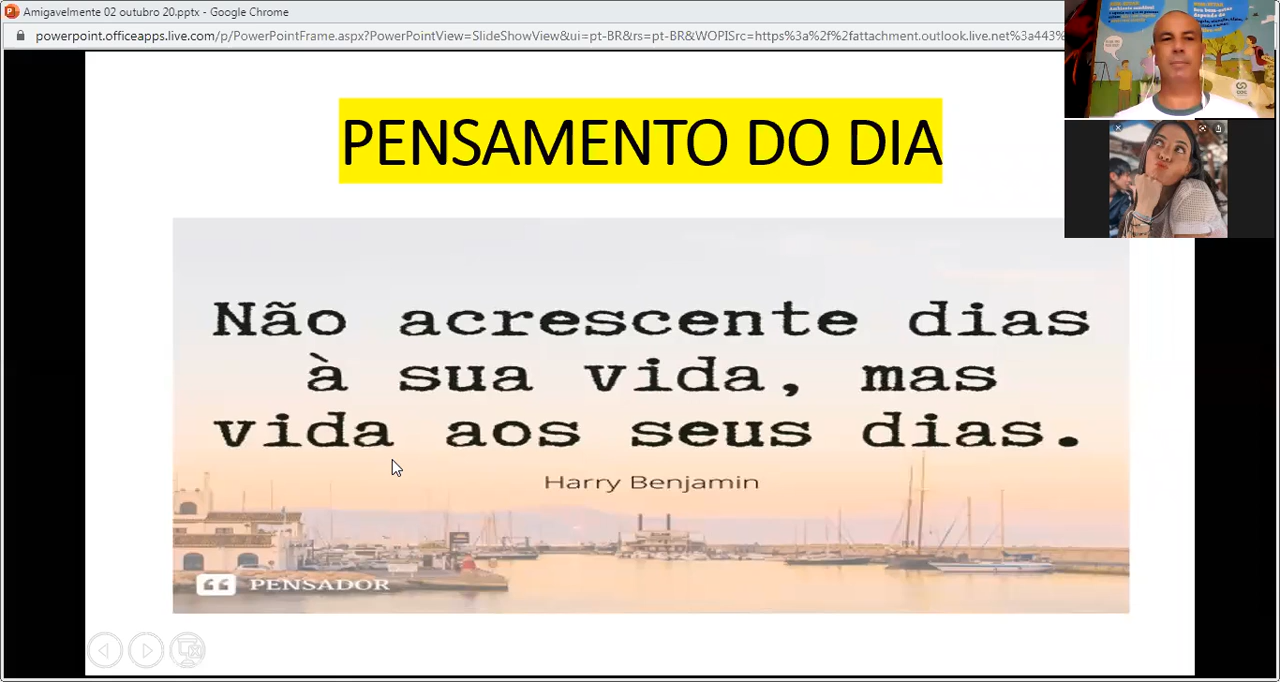 Amigavelmente 02 outubro 20.pptx - Google Chrome
powerpoint.officeapps.live.com/p/PowerPointFrame.aspx?PowerPointView=SlideShowView&ui=pt-BR&rs=pt-BR&WOPISrc=https%3a%2f%2fattachment.outlook.live.net%3a443%
PENSAMENTO DO DIA
Não acrescente dias
à sua vida, mas
vida aos seus dias.
Harry Benjamin
PENSADOR